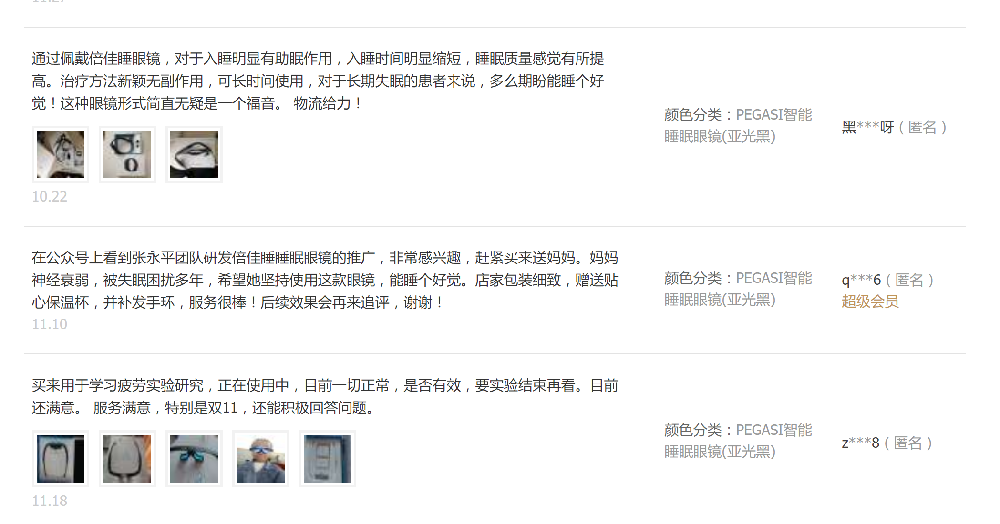 通过佩戴倍佳睡眼镜，对于入睡明显有助眠作用，入睡时间明显缩短，睡眠质量感觉有所提
高。治疗方法新颖无副作用，可长时间使用，对于长期失眠的患者来说，多么期盼能睡个好
觉！这种眼镜形式简直无疑是一个福音。 物流给力！
10.22
颜色分类：PEGASI智能
睡眠眼镜(亚光黑)
黑***呀（匿名）
在公众号上看到张永平团队研发倍佳睡睡眠眼镜的推广，非常感兴趣，赶紧买来送妈妈。妈妈
神经衰弱，被失眠困扰多年，希望她坚持使用这款眼镜，能睡个好觉。店家包装细致，赠送贴
心保温杯，并补发手环，服务很棒！后续效果会再来追评，谢谢！
11.10
颜色分类：PEGASI智能
睡眠眼镜(亚光黑)
q***6（匿名）
超级会员
买来用于学习疲劳实验研究，正在使用中，目前一切正常，是否有效，要实验结束再看。目前
还满意。 服务满意，特别是双11，还能积极回答问题。
11.18
颜色分类：PEGASI智能
睡眠眼镜(亚光黑)
z***8（匿名）